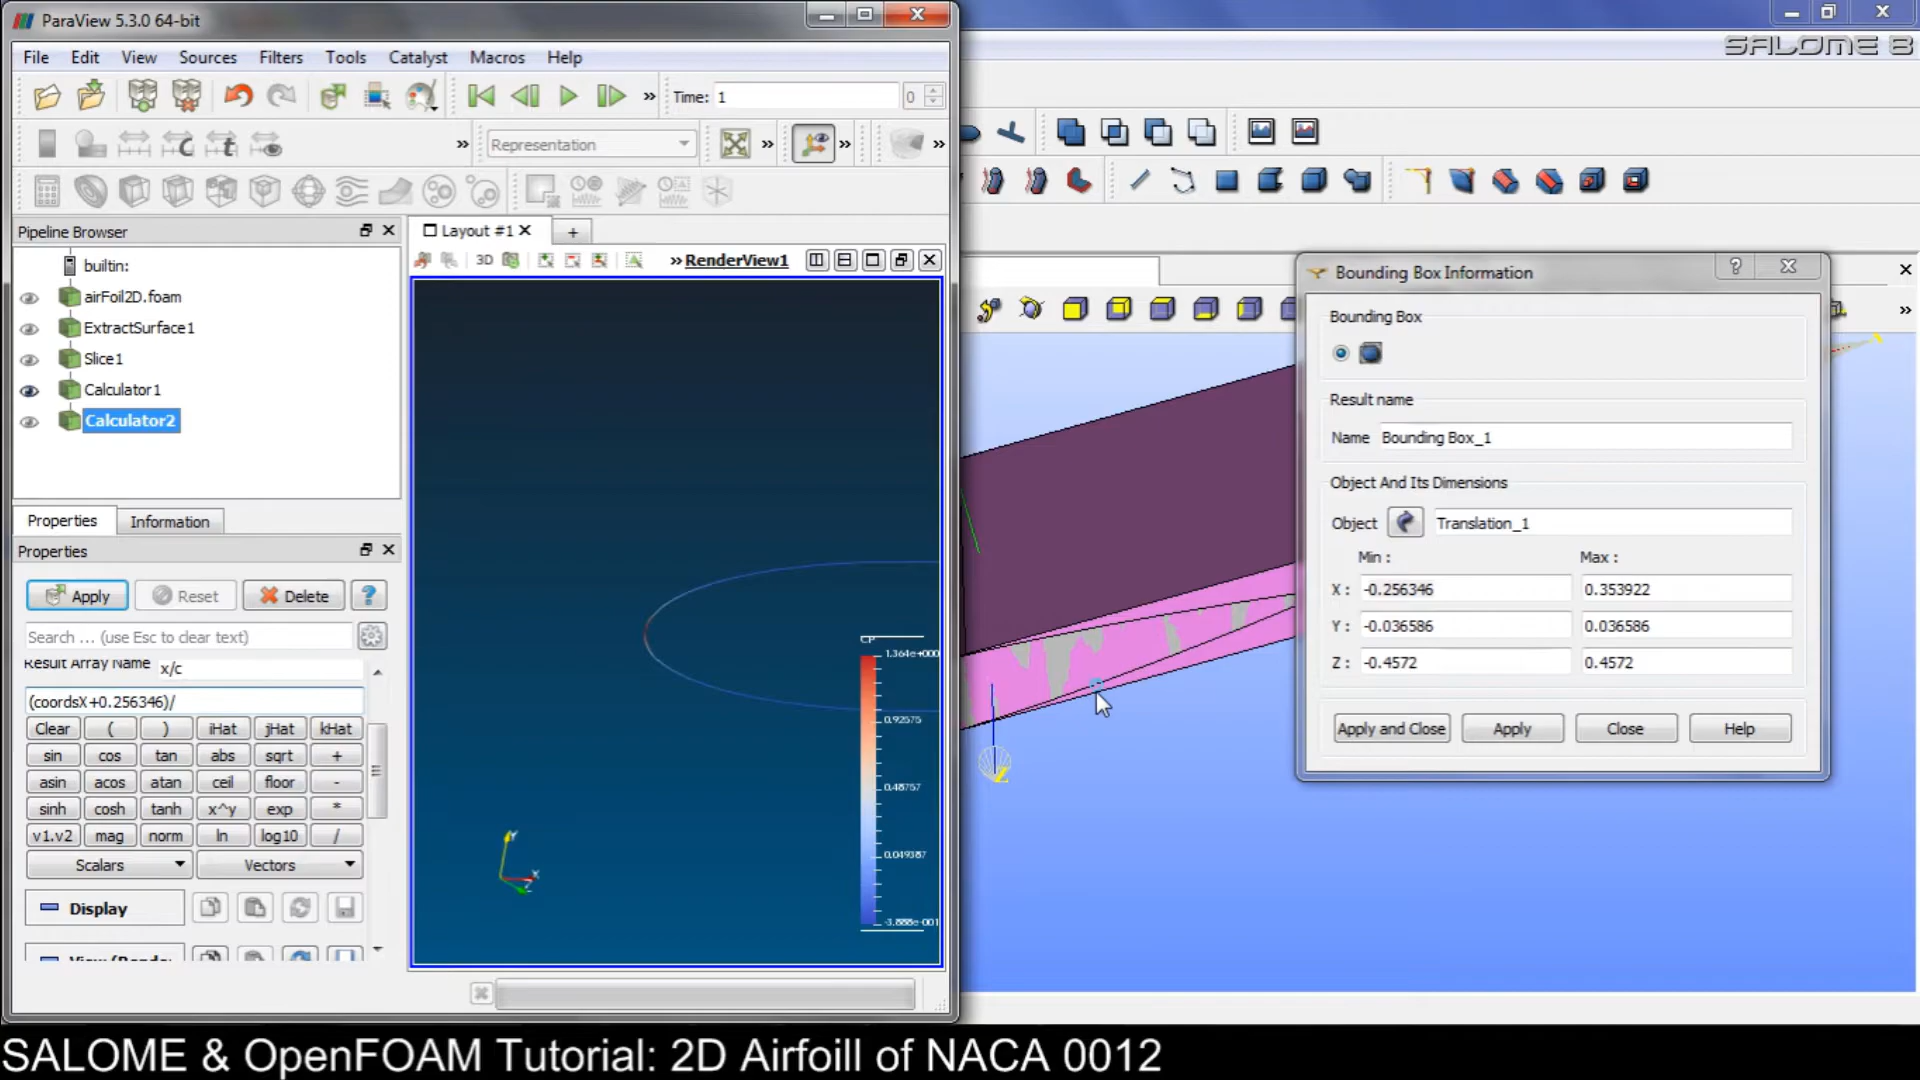 ParaView 5.3.0 64-bit
SALOME 8
File Edit View Sources Filters Tools Catalyst Macros Help
» Time: 1 0
» Representation » » »
Pipeline Browser
Layout #1
3D » RenderView1
builtin:
airFoil2D.foam
ExtractSurface1
Slice1
Calculator1
Calculator2
Properties Information
Properties
Apply Reset Delete ?
Search ... (use Esc to clear text)
Result Array Name x/c
(coordsX+0.256346)/
Clear ( ) iHat jHat kHat
sin cos tan abs sqrt +
asin acos atan ceil floor -
sinh cosh tanh x^y exp *
v1.v2 mag norm ln log10 /
Scalars Vectors
Display
View (Rende
CP
1.364e+000
0.92575
0.48757
0.049387
-3.888e-001
Y
X
Z
Bounding Box Information
»
Bounding Box
Result name
Name Bounding Box_1
Object And Its Dimensions
Object Translation_1
Min : Max :
X : -0.256346 0.353922
Y : -0.036586 0.036586
Z : -0.4572 0.4572
Apply and Close Apply Close Help
Z
SALOME & OpenFOAM Tutorial: 2D Airfoill of NACA 0012